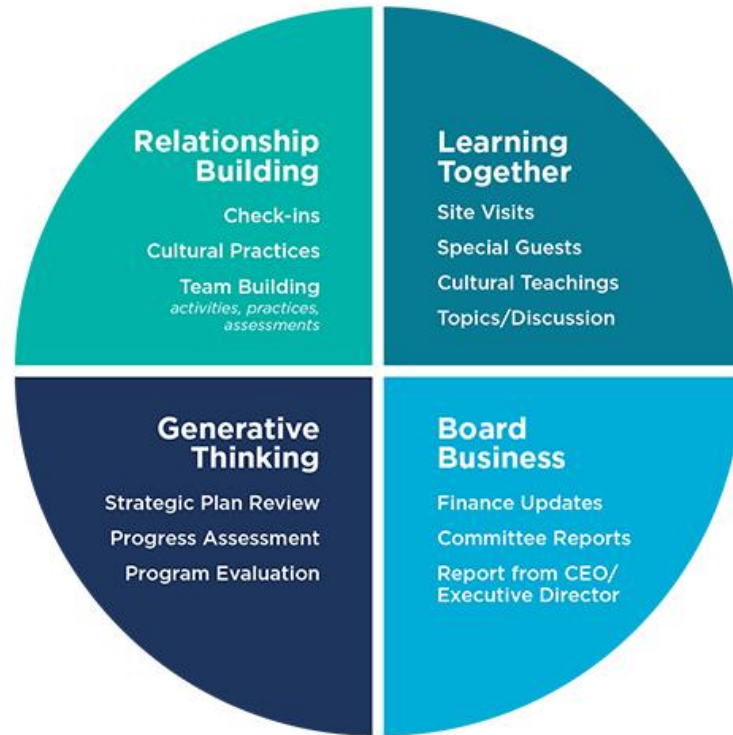 Relationship
Building
Check-ins
Cultural Practices
Team Building
activities, practices,
assessments
Learning
Together
Site Visits
Special Guests
Cultural Teachings
Topics/Discussion
Generative
Thinking
Strategic Plan Review
Progress Assessment
Program Evaluation
Board
Business
Finance Updates
Committee Reports
Report from CEO/
Executive Director